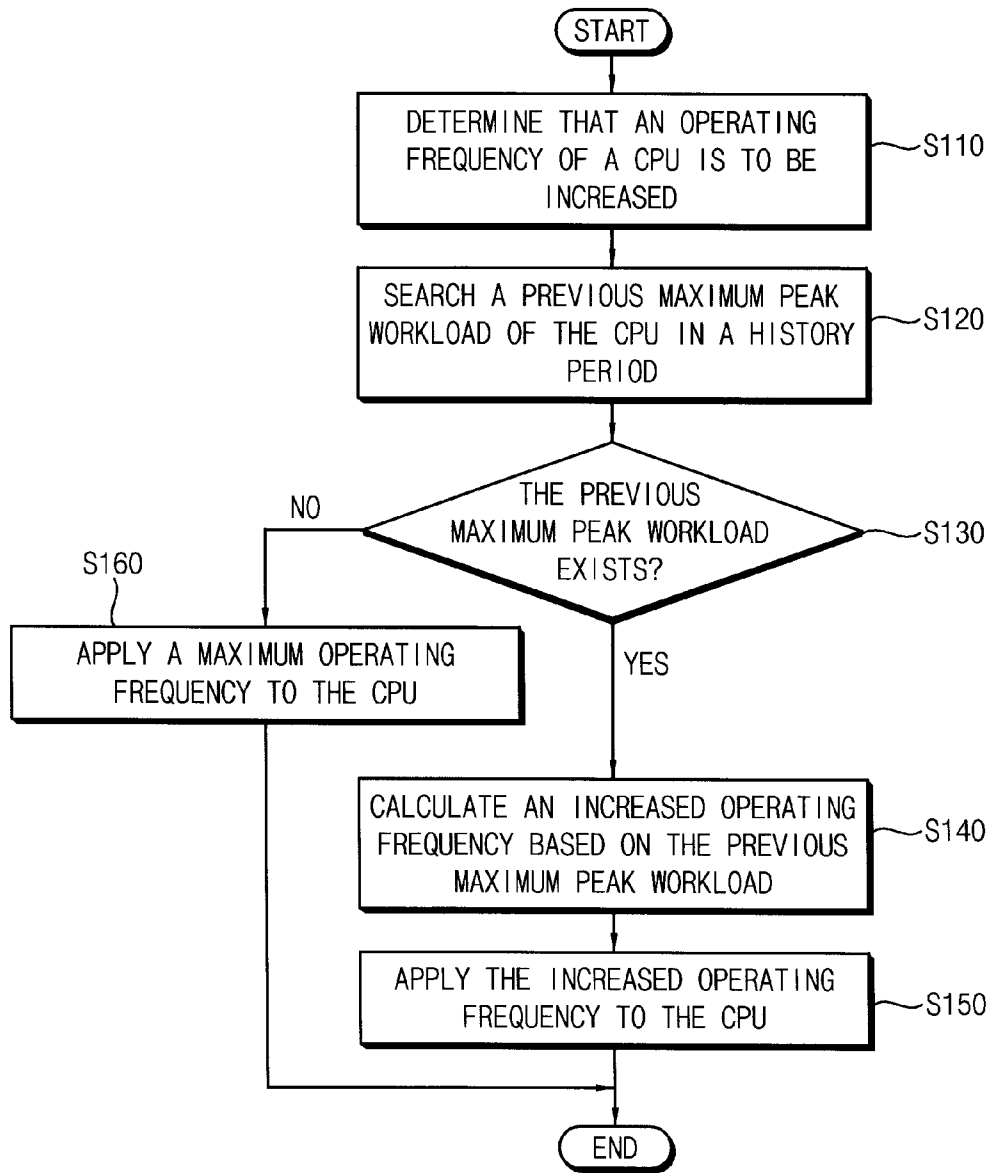 START
DETERMINE THAT AN OPERATING
FREQUENCY OF A CPU IS TO BE
INCREASED
S110
SEARCH A PREVIOUS MAXIMUM PEAK
WORKLOAD OF THE CPU IN A HISTORY
PERIOD
S120
THE PREVIOUS
MAXIMUM PEAK WORKLOAD
EXISTS?
S130
NO
S160
APPLY A MAXIMUM OPERATING
FREQUENCY TO THE CPU
YES
CALCULATE AN INCREASED OPERATING
FREQUENCY BASED ON THE PREVIOUS
MAXIMUM PEAK WORKLOAD
S140
APPLY THE INCREASED OPERATING
FREQUENCY TO THE CPU
S150
END